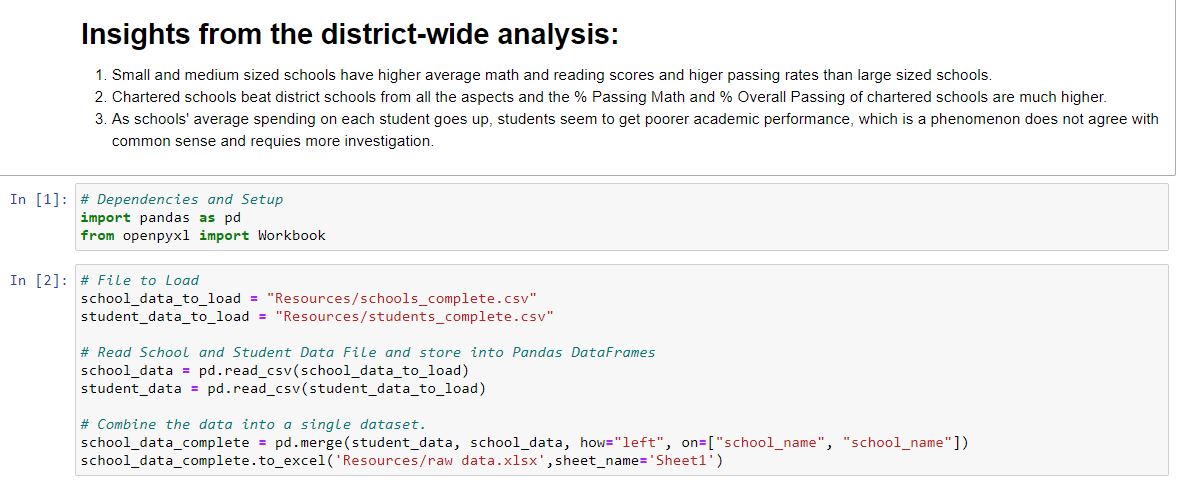 Insights from the district-wide analysis:
1. Small and medium sized schools have higher average math and reading scores and higer passing rates than large sized schools.
2. Chartered schools beat district schools from all the aspects and the % Passing Math and % Overall Passing of chartered schools are much higher.
3. As schools' average spending on each student goes up, students seem to get poorer academic performance, which is a phenomenon does not agree with
common sense and requies more investigation.
In [1]: # Dependencies and Setup
import pandas as pd
from openpyxl import Workbook
In [2]: # File to Load
school_data_to_load = "Resources/schools_complete.csv"
student_data_to_load = "Resources/students_complete.csv"
# Read School and Student Data File and store into Pandas DataFrames
school_data = pd.read_csv(school_data_to_load)
student_data = pd.read_csv(student_data_to_load)
# Combine the data into a single dataset.
school_data_complete = pd.merge(student_data, school_data, how="left", on=["school_name", "school_name"])
school_data_complete.to_excel('Resources/raw data.xlsx',sheet_name='Sheet1')